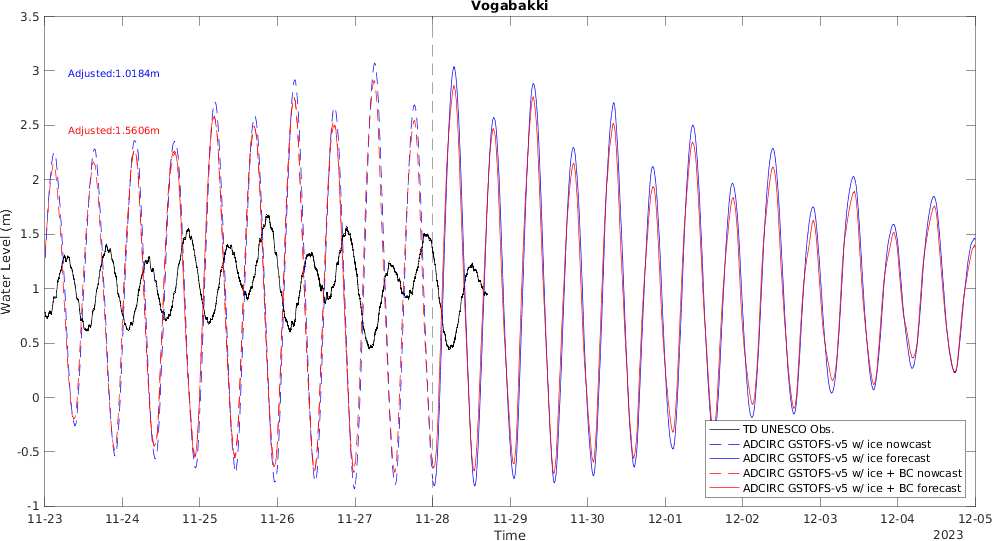 Vogabakki
3.5
3
2.5
2
1.5
1
0.5
0
-0.5
-1
Water Level (m)
Adjusted:1.0184m
Adjusted:1.5606m
TD UNESCO Obs.
ADCIRC GSTOFS-v5 w/ ice nowcast
ADCIRC GSTOFS-v5 w/ ice forecast
ADCIRC GSTOFS-v5 w/ ice + BC nowcast
ADCIRC GSTOFS-v5 w/ ice + BC forecast
11-23 11-24 11-25 11-26 11-27 11-28 11-29 11-30 12-01 12-02 12-03 12-04 12-05
Time
2023